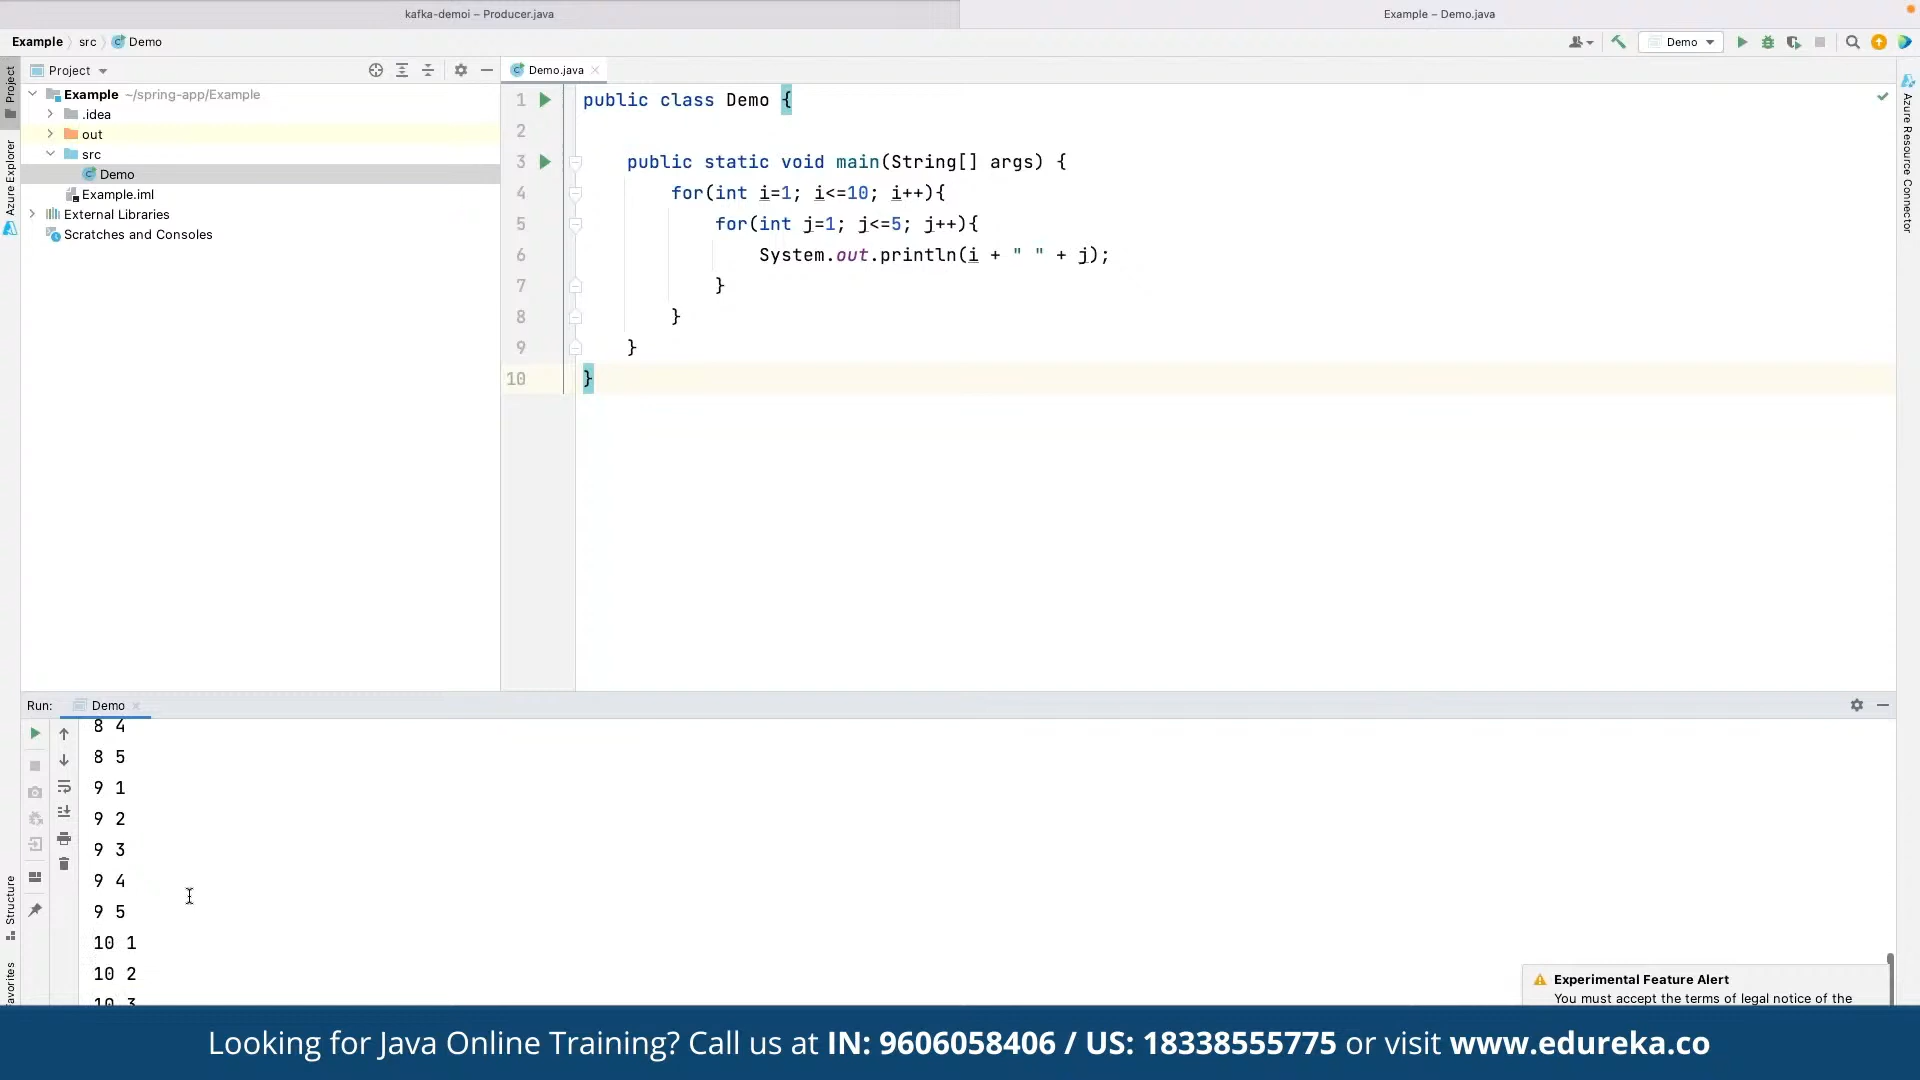 kafka-demoi – Producer.java
Example – Demo.java
Example src Demo
Demo
Project
Demo.java
Example ~/spring-app/Example
.idea
out
src
Demo
Example.iml
External Libraries
Scratches and Consoles
Project
Azure Explorer
Structure
Azure Resource Connector
1 public class Demo {
2
3 public static void main(String[] args) {
4 for(int i=1; i<=10; i++){
5 for(int j=1; j<=5; j++){
6 System.out.println(i + " " + j);
7 }
8 }
9 }
10 }
Run: Demo
8 4
8 5
9 1
9 2
9 3
9 4
9 5
10 1
10 2
10 3
Experimental Feature Alert
You must accept the terms of legal notice of the
Looking for Java Online Training? Call us at IN: 9606058406 / US: 18338555775 or visit www.edureka.co